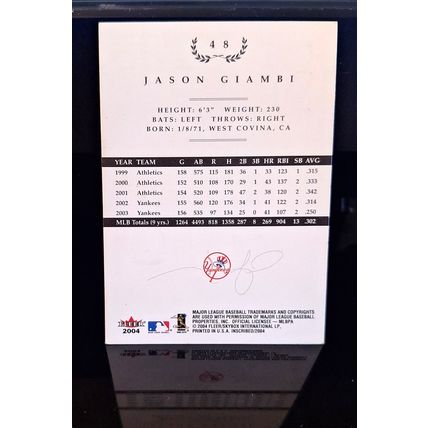 48
JASON GIAMBI
HEIGHT: 6'3" WEIGHT: 230
BATS: LEFT THROWS: RIGHT
BORN: 1/8/71, WEST COVINA, CA
YEAR TEAM G AB R H 2B 3B HR RBI SB AVG
1999 Athletics 158 575 115 181 36 1 33 123 1 .315
2000 Athletics 152 510 108 170 29 1 43 137 2 .333
2001 Athletics 154 520 109 178 47 2 38 120 2 .342
2002 Yankees 155 560 120 176 34 1 41 122 2 .314
2003 Yankees 156 535 97 134 25 0 41 107 2 .250
MLB Totals (9 yrs.) 1264 4493 818 1358 287 8 269 904 13 .302
MAJOR LEAGUE BASEBALL TRADEMARKS AND COPYRIGHTS
ARE USED WITH PERMISSION OF MAJOR LEAGUE BASEBALL
PROPERTIES, INC. OFFICIAL LICENSEE — MLBPA
© 2004 FLEER/SKYBOX INTERNATIONAL LP.
PRINTED IN U.S.A. INSCRIBED/2004
FLEER
2004